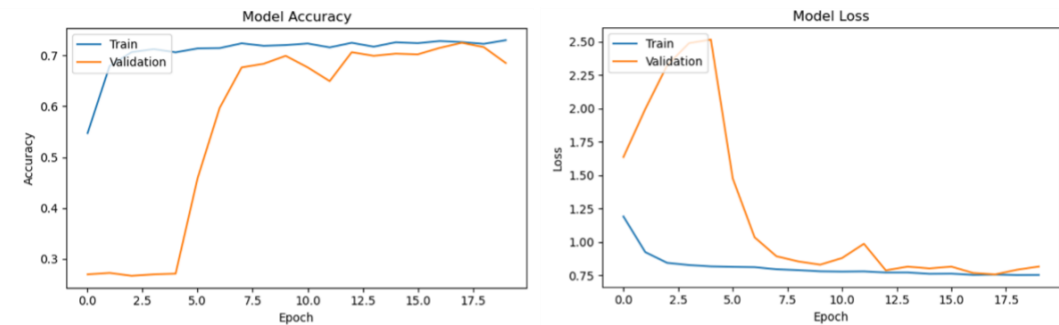 Model Accuracy
Train
Validation
0.7
0.6
0.5
0.4
0.3
Accuracy
0.0 2.5 5.0 7.5 10.0 12.5 15.0 17.5
Epoch
Model Loss
Train
Validation
2.50
2.25
2.00
1.75
1.50
1.25
1.00
0.75
Loss
0.0 2.5 5.0 7.5 10.0 12.5 15.0 17.5
Epoch